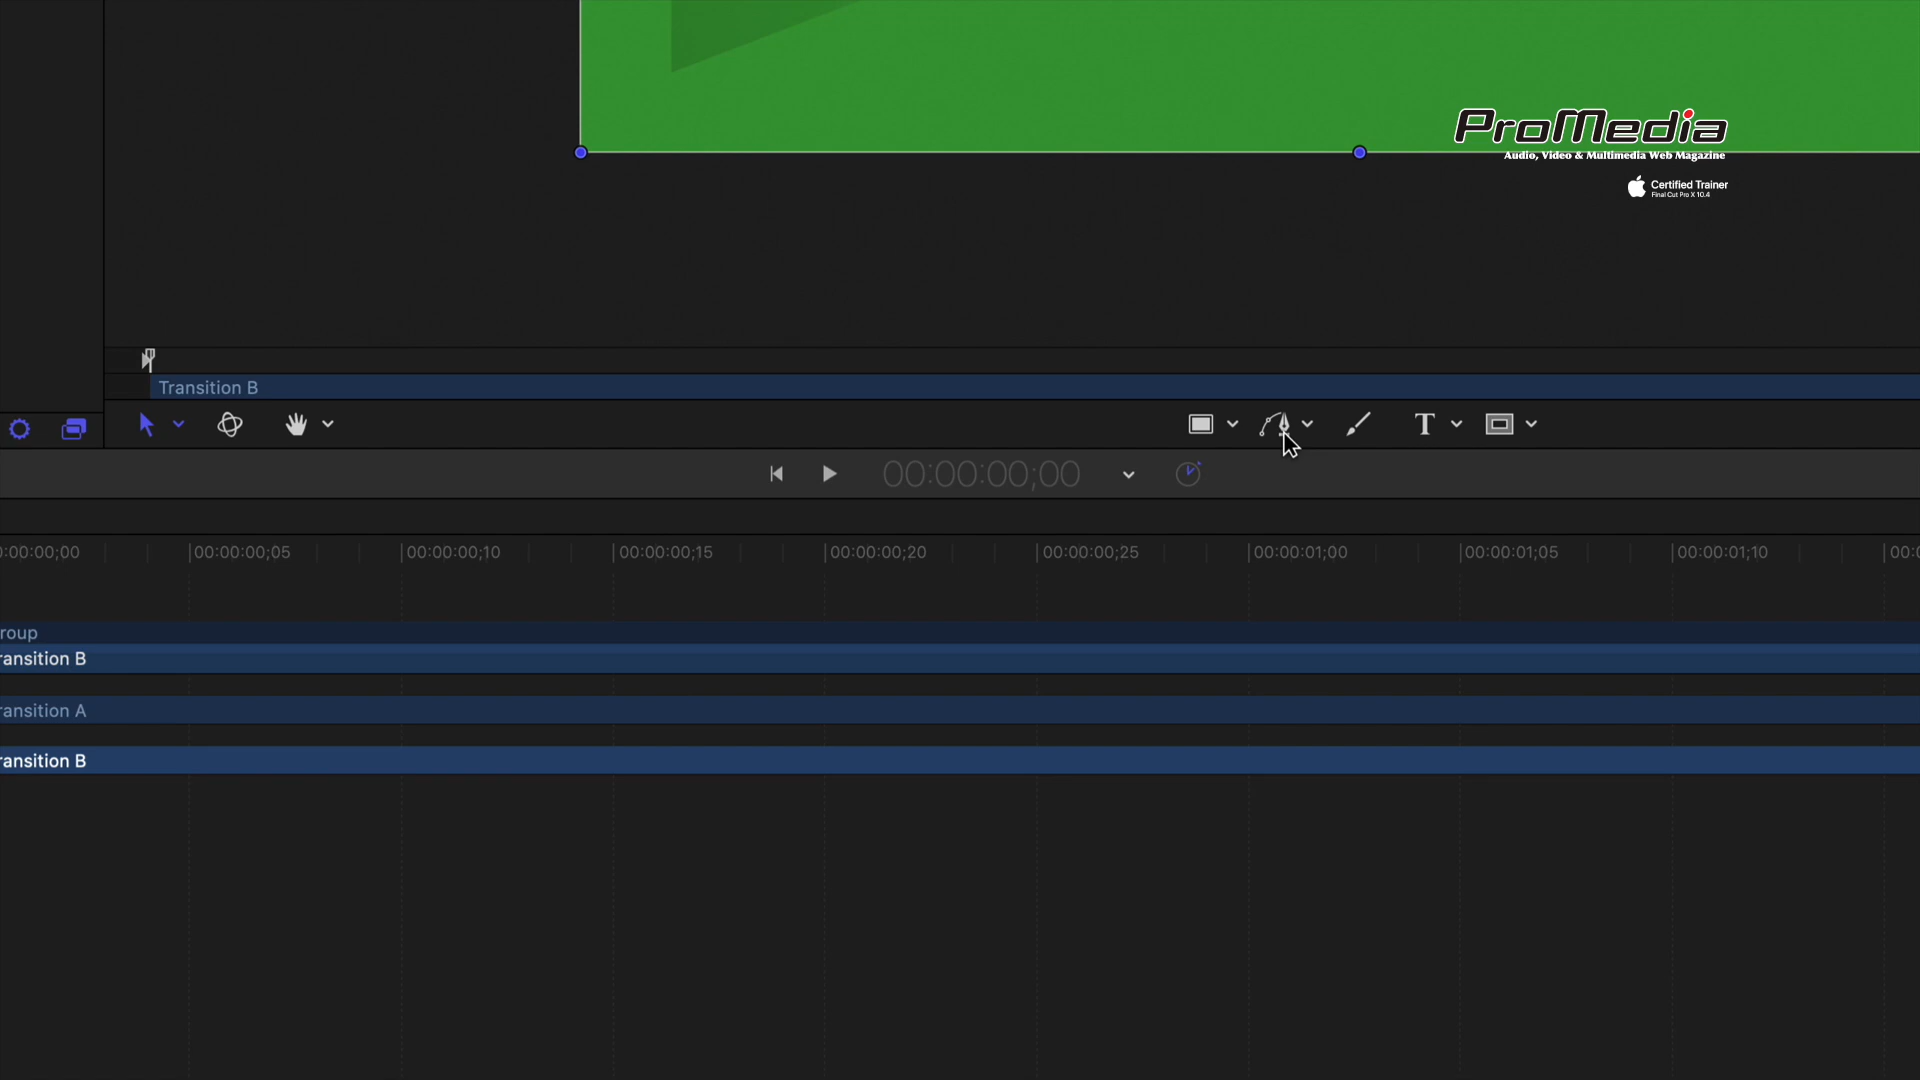 ProMedia
Audio, Video & Multimedia Web Magazine
Certified Trainer
Final Cut Pro X 10.4
Transition B
T
00:00:00;00
0:00:00;00 00:00:00;05 00:00:00;10 00:00:00;15 00:00:00;20 00:00:00;25 00:00:01;00 00:00:01;05 00:00:01;10 00:0
roup
ransition B
ransition A
ransition B